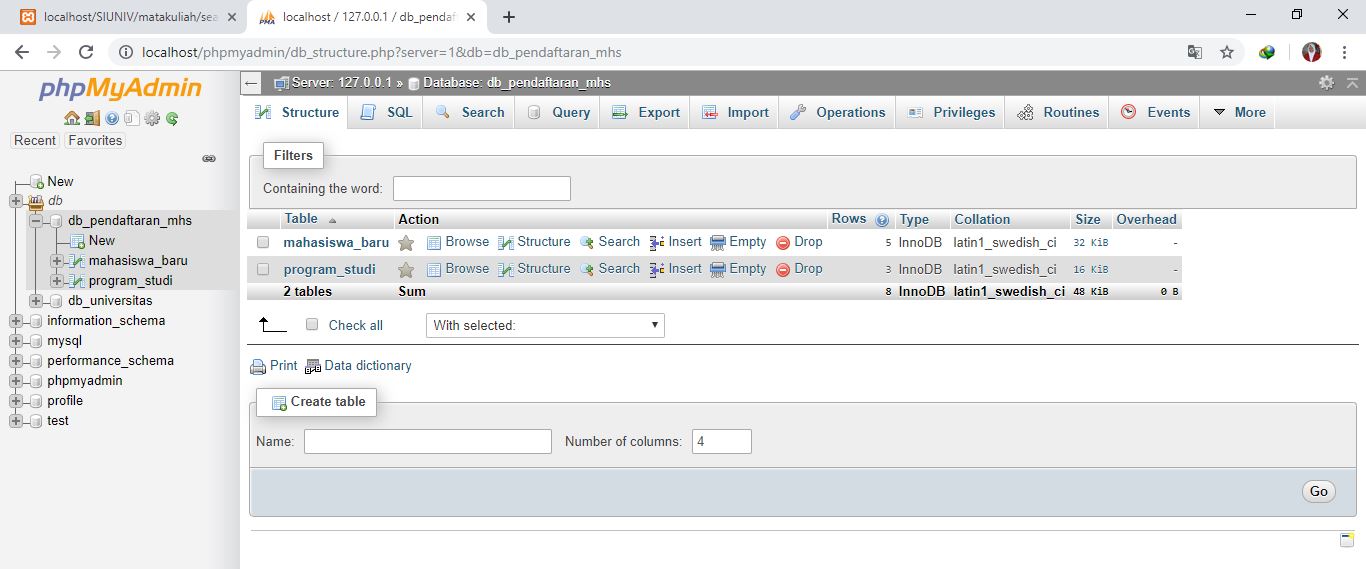 localhost/SIUNIV/matakuliah/sea
localhost / 127.0.0.1 / db_pendaf
localhost/phpmyadmin/db_structure.php?server=1&db=db_pendaftaran_mhs
phpMyAdmin
Recent Favorites
New
db
db_pendaftaran_mhs
New
mahasiswa_baru
program_studi
db_universitas
information_schema
mysql
performance_schema
phpmyadmin
profile
test
Server: 127.0.0.1 » Database: db_pendaftaran_mhs
Structure SQL Search Query Export Import Operations Privileges Routines Events More
Filters
Containing the word:
Table Action Rows Type Collation Size Overhead
mahasiswa_baru Browse Structure Search Insert Empty Drop 5 InnoDB latin1_swedish_ci 32 KiB -
program_studi Browse Structure Search Insert Empty Drop 3 InnoDB latin1_swedish_ci 16 KiB -
2 tables Sum 8 InnoDB latin1_swedish_ci 48 KiB 0 B
Check all With selected:
Print Data dictionary
Create table
Name: Number of columns: 4
Go